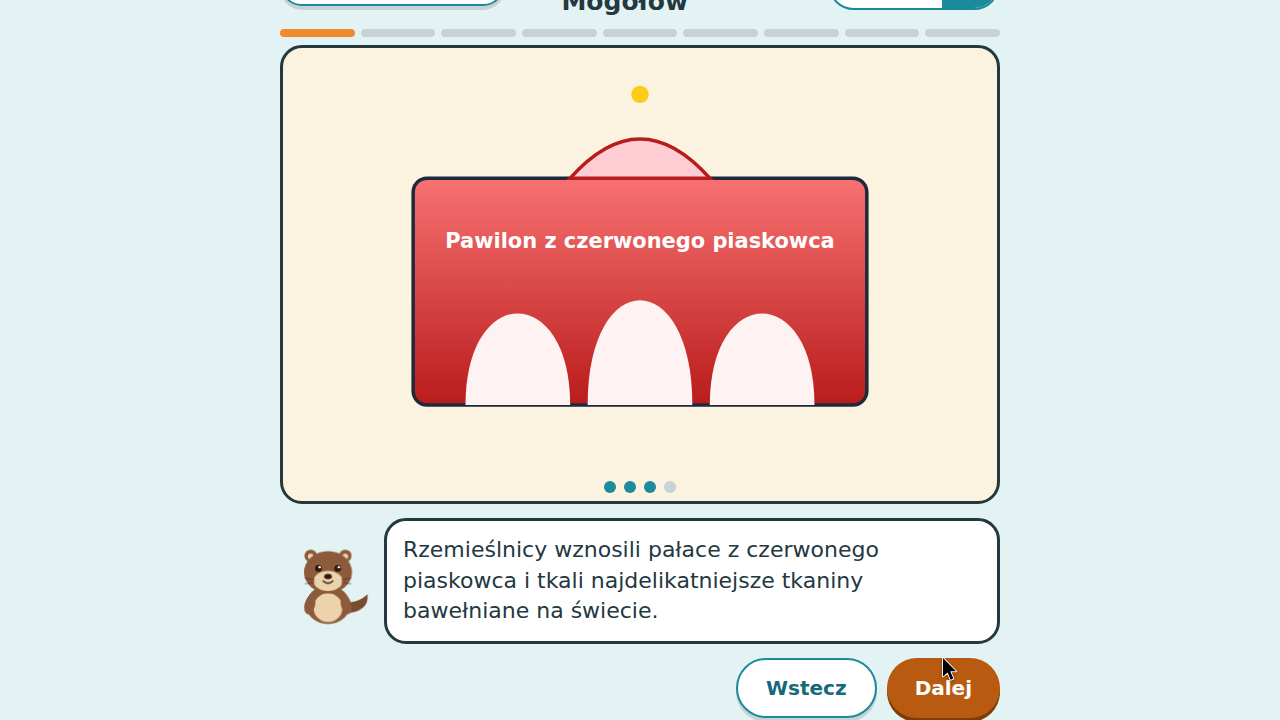 Mogołów
Pawilon z czerwonego piaskowca
Rzemieślnicy wznosili pałace z czerwonego
piaskowca i tkali najdelikatniejsze tkaniny
bawełniane na świecie.
Wstecz
Dalej